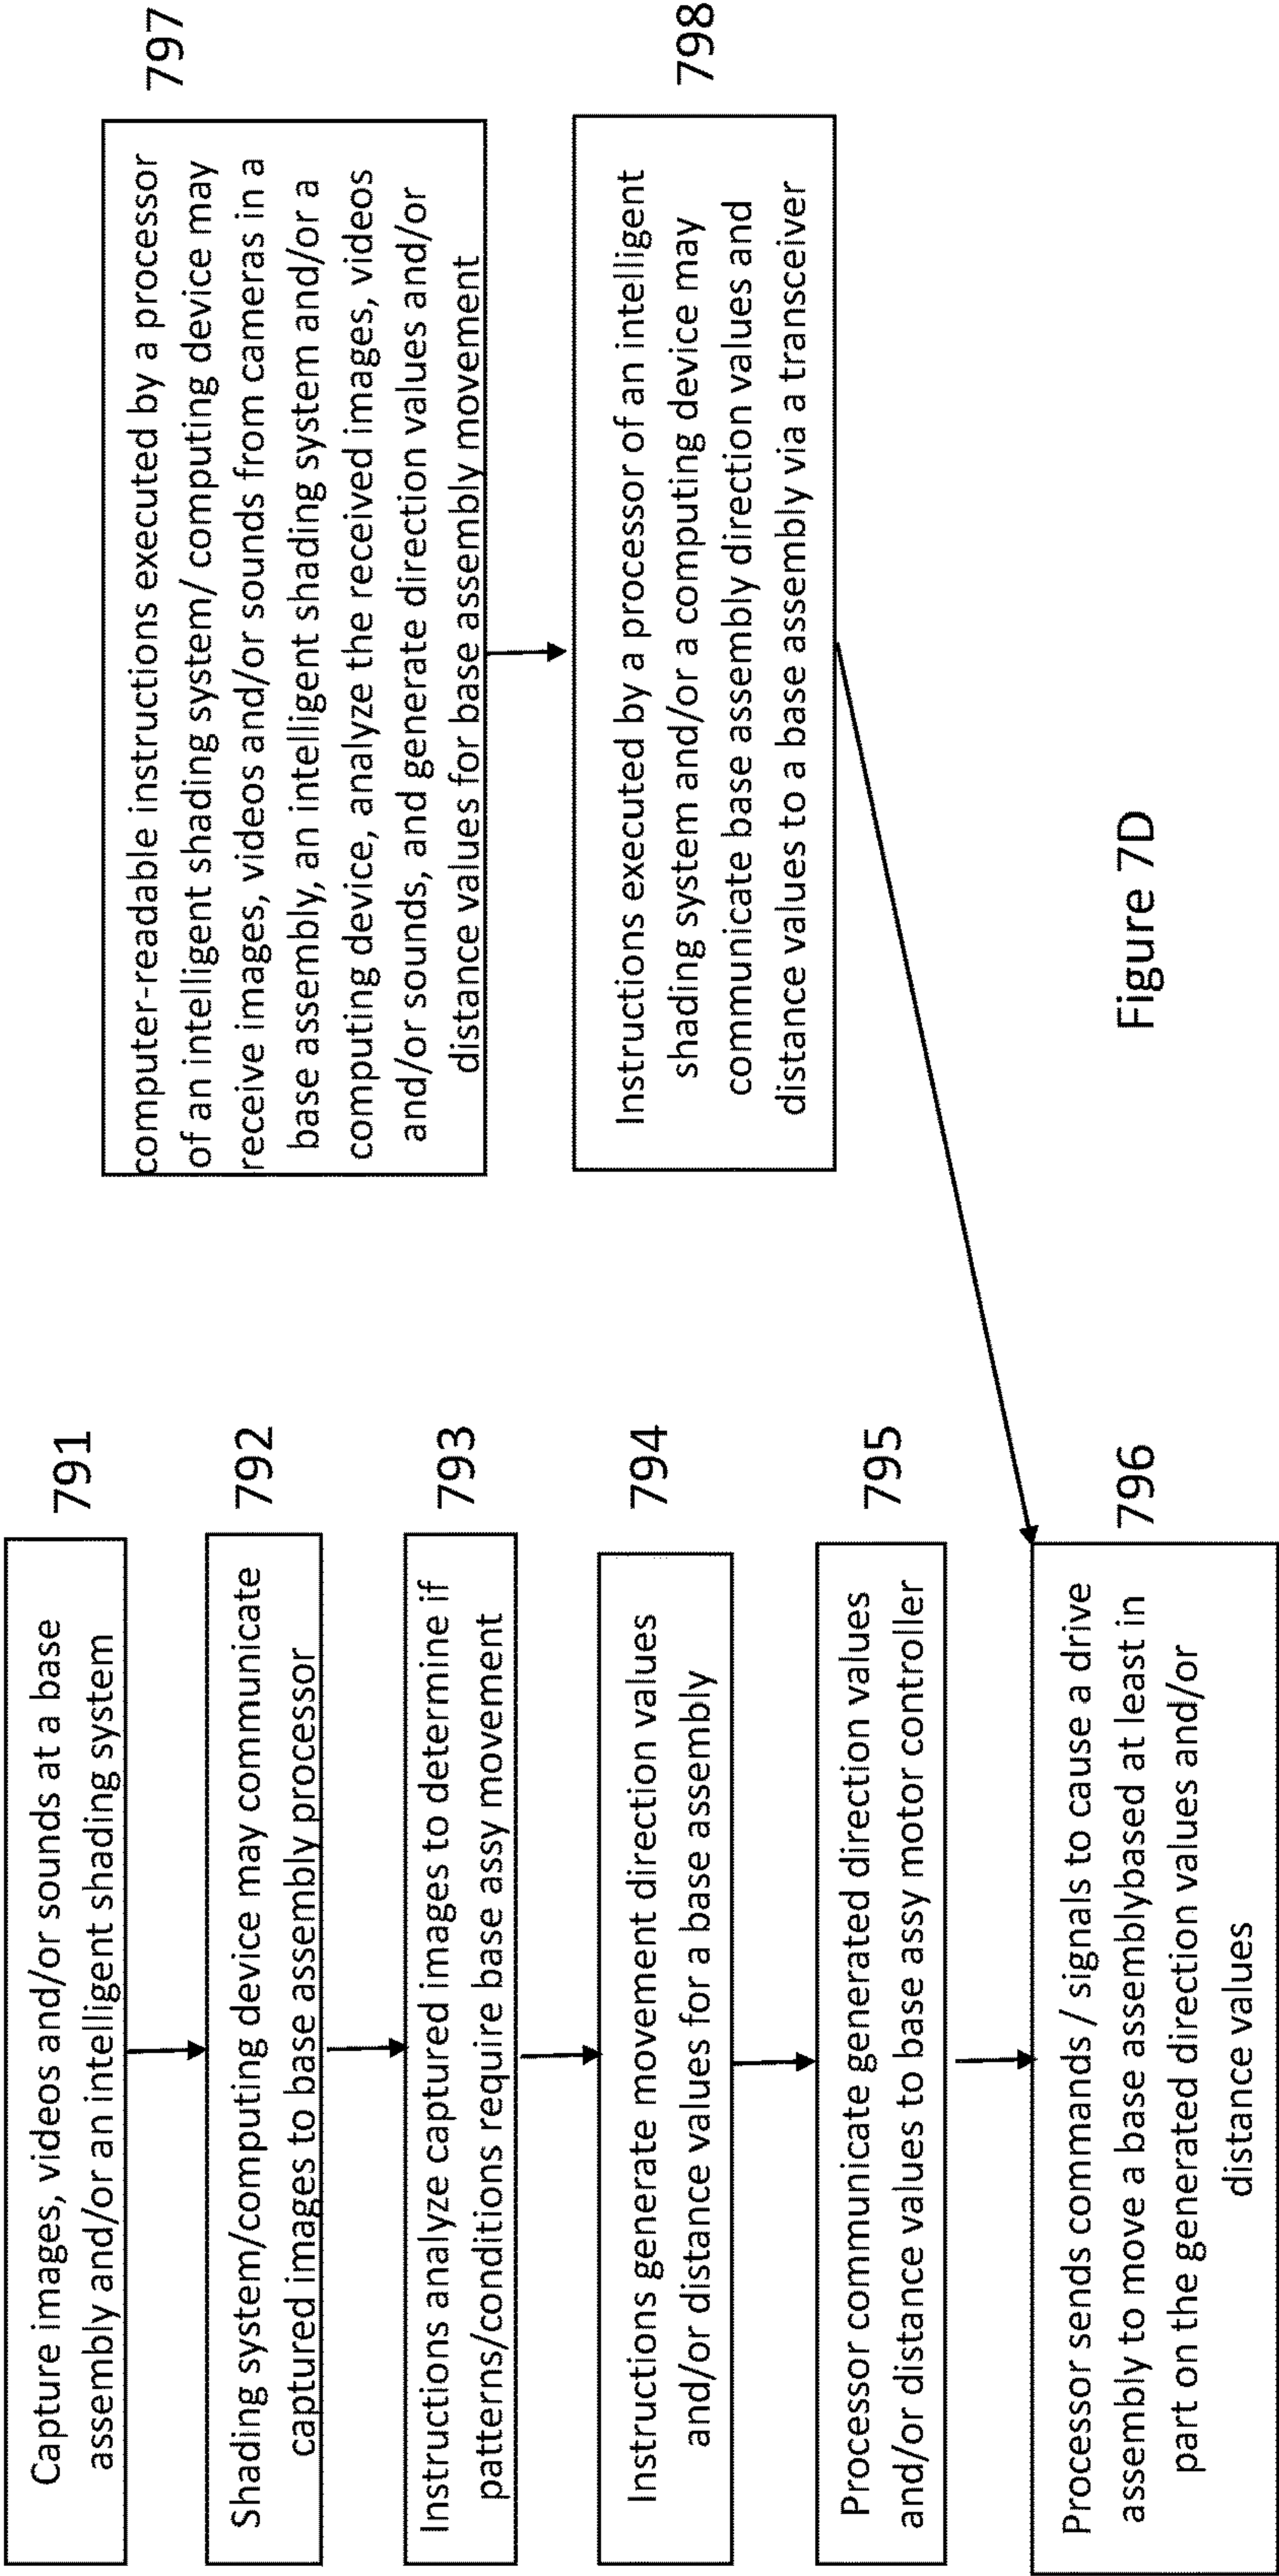 Capture images, videos and/or sounds at a base
assembly and/or an intelligent shading system
791
Shading system/computing device may communicate
captured images to base assembly processor
792
Instructions analyze captured images to determine if
patterns/conditions require base assy movement
793
Instructions generate movement direction values
and/or distance values for a base assembly
794
Processor communicate generated direction values
and/or distance values to base assy motor controller
795
Processor sends commands / signals to cause a drive
assembly to move a base assemblybased at least in
part on the generated direction values and/or
distance values
796
computer-readable instructions executed by a processor
of an intelligent shading system/ computing device may
receive images, videos and/or sounds from cameras in a
base assembly, an intelligent shading system and/or a
computing device, analyze the received images, videos
and/or sounds, and generate direction values and/or
distance values for base assembly movement
797
Instructions executed by a processor of an intelligent
shading system and/or a computing device may
communicate base assembly direction values and
distance values to a base assembly via a transceiver
798
Figure 7D